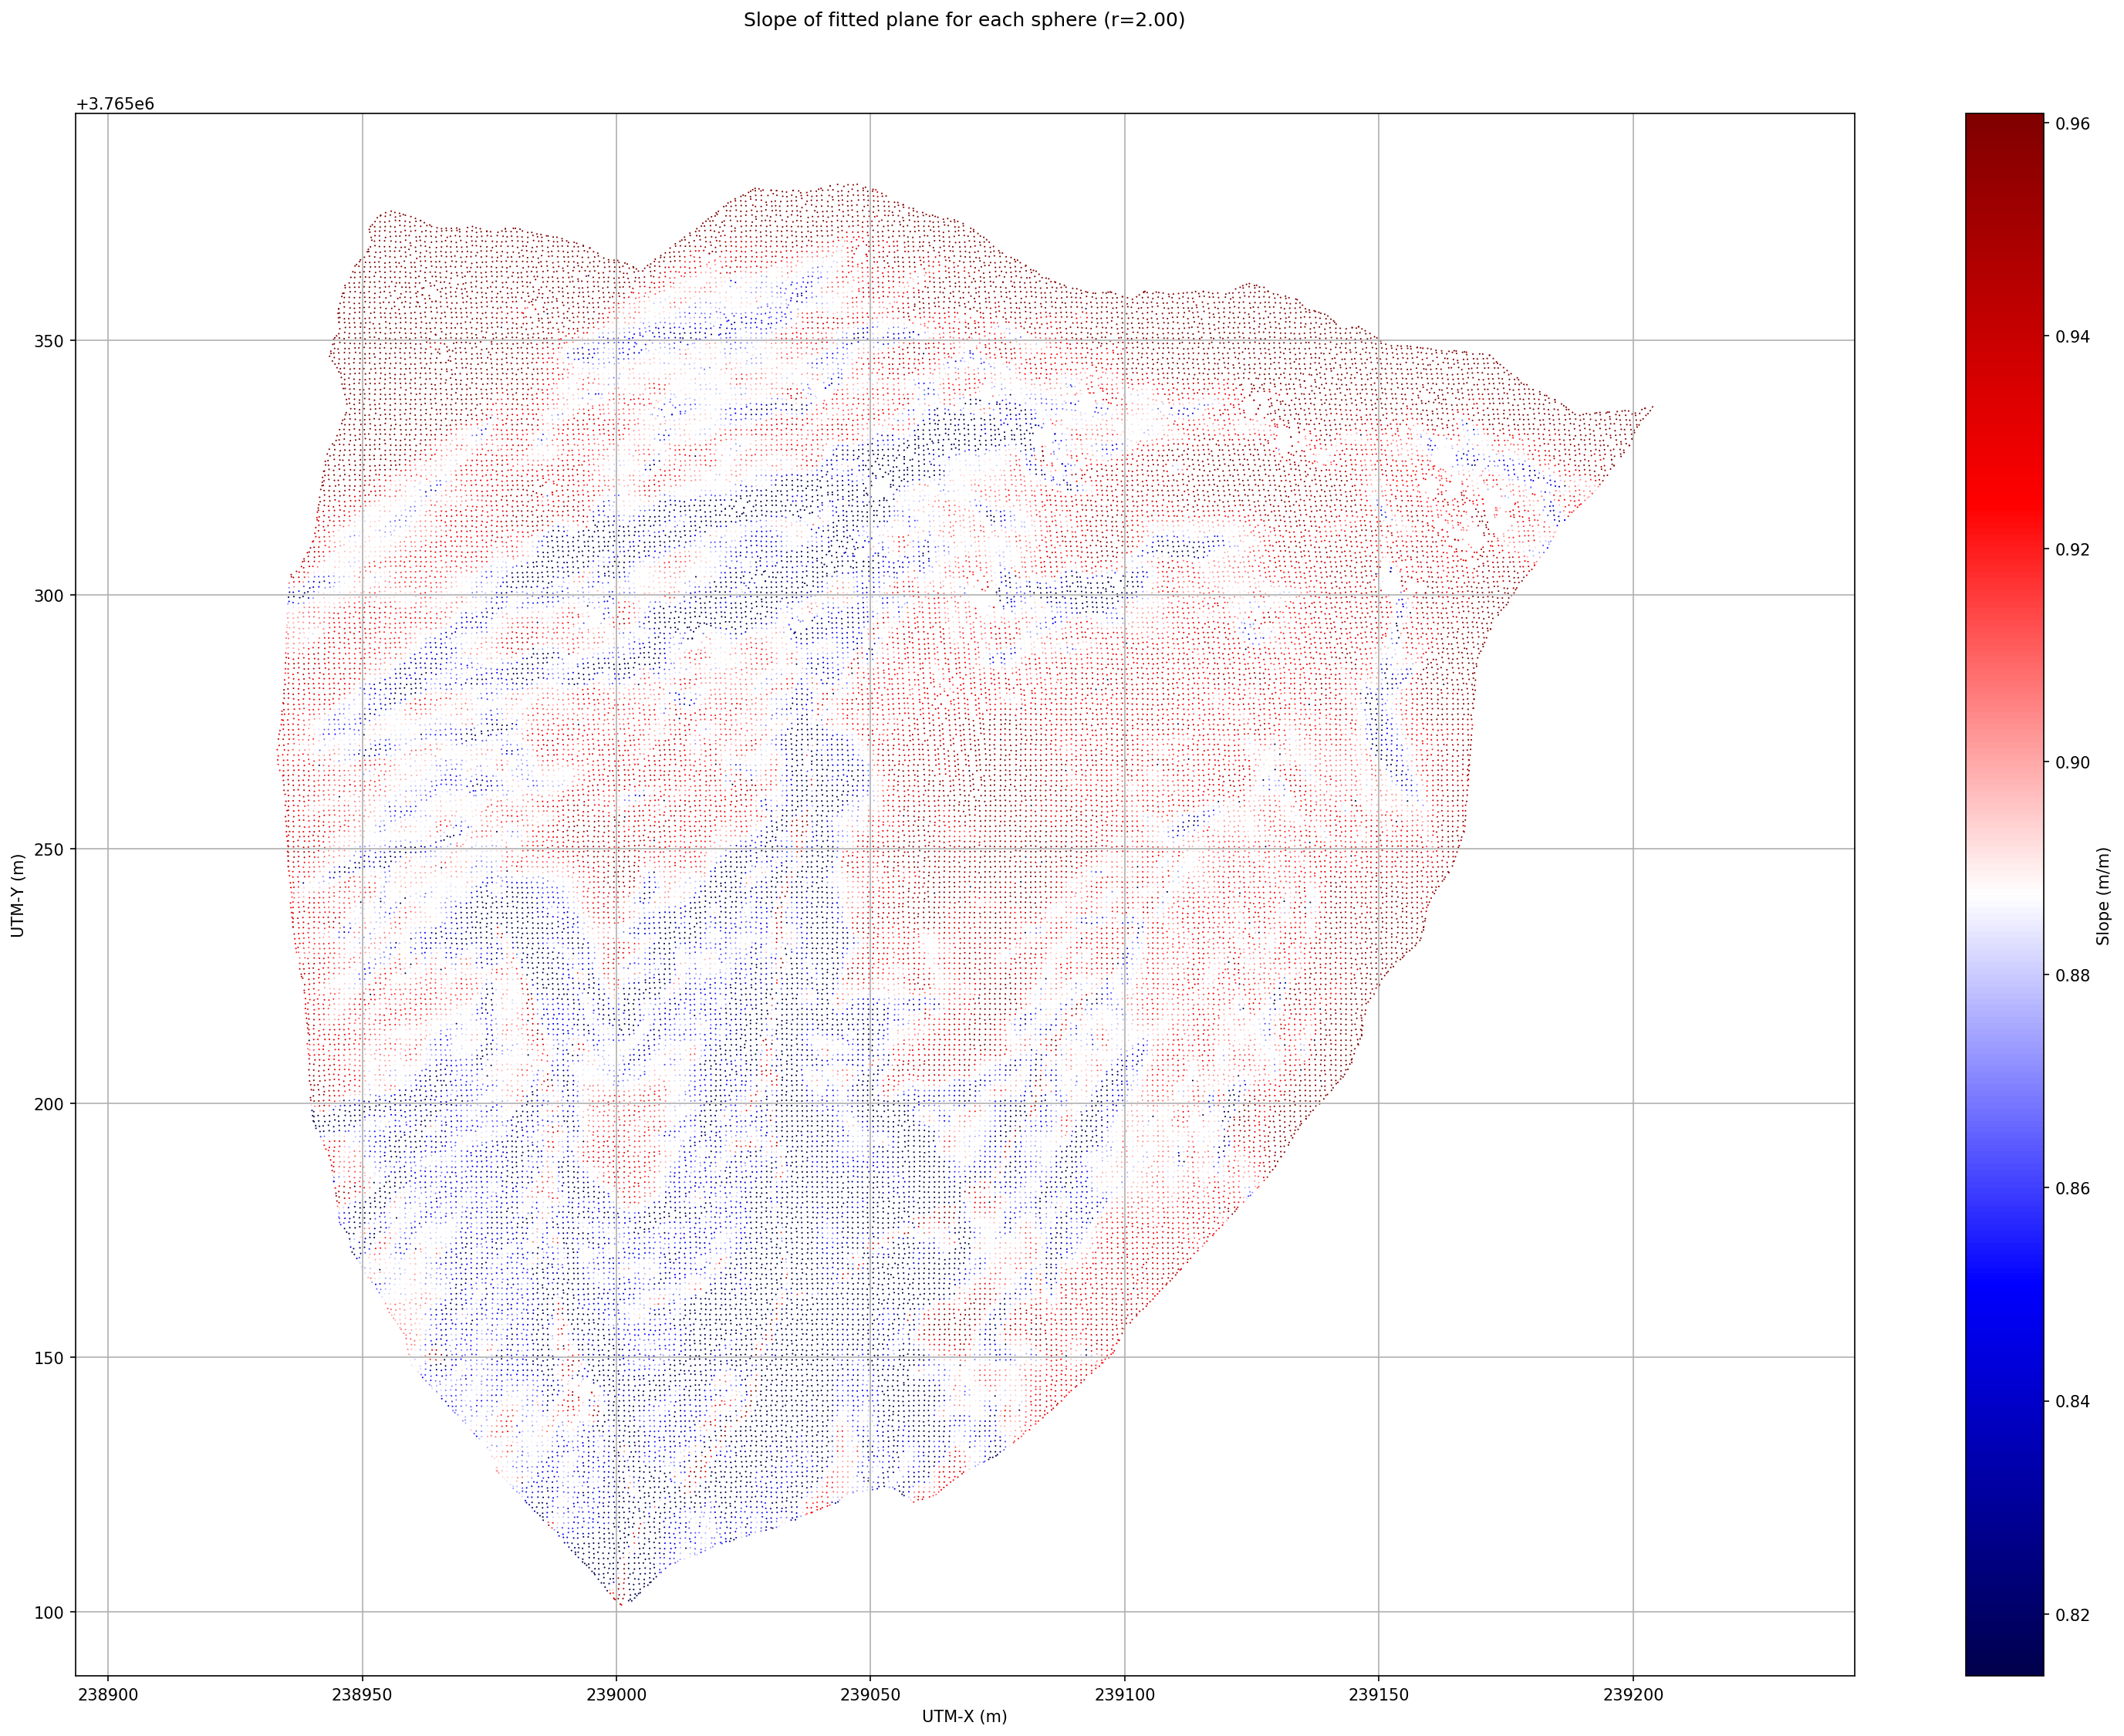 Slope of fitted plane for each sphere (r=2.00)
+3.765e6
350
300
250
200
150
100
UTM-Y (m)
238900 238950 239000 239050 239100 239150 239200
UTM-X (m)
0.96
0.94
0.92
0.90
0.88
0.86
0.84
0.82
Slope (m/m)